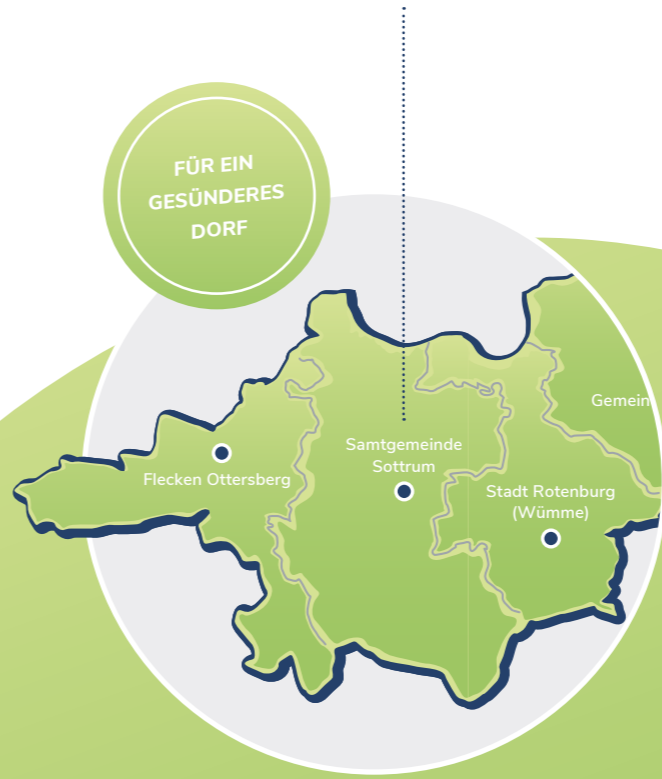 FÜR EIN
GESÜNDERES
DORF
Gemein
Samtgemeinde
Sottrum
Flecken Ottersberg
Stadt Rotenburg
(Wümme)